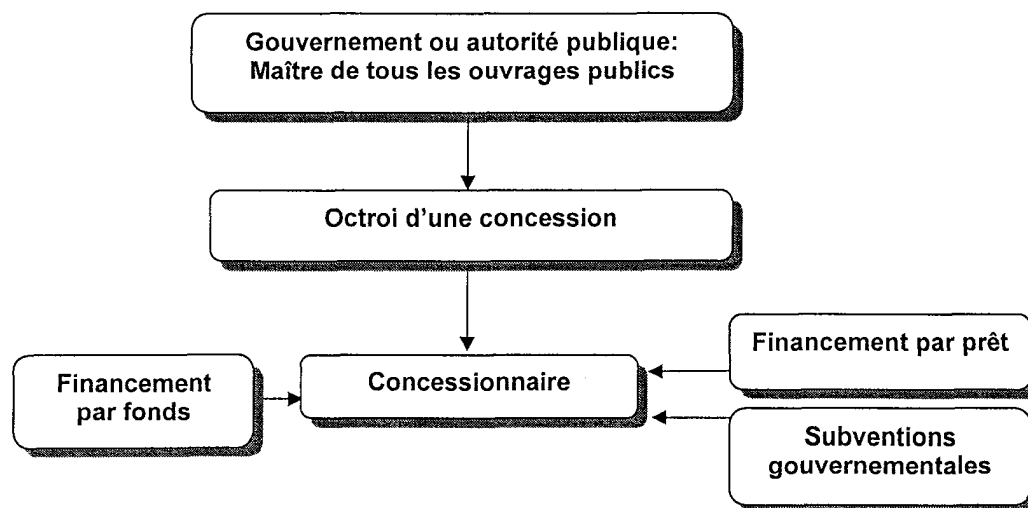 Gouvernement ou autorité publique:
Maître de tous les ouvrages publics
Octroi d'une concession
Financement par prêt
Financement
par fonds
Concessionnaire
Subventions
gouvernementales